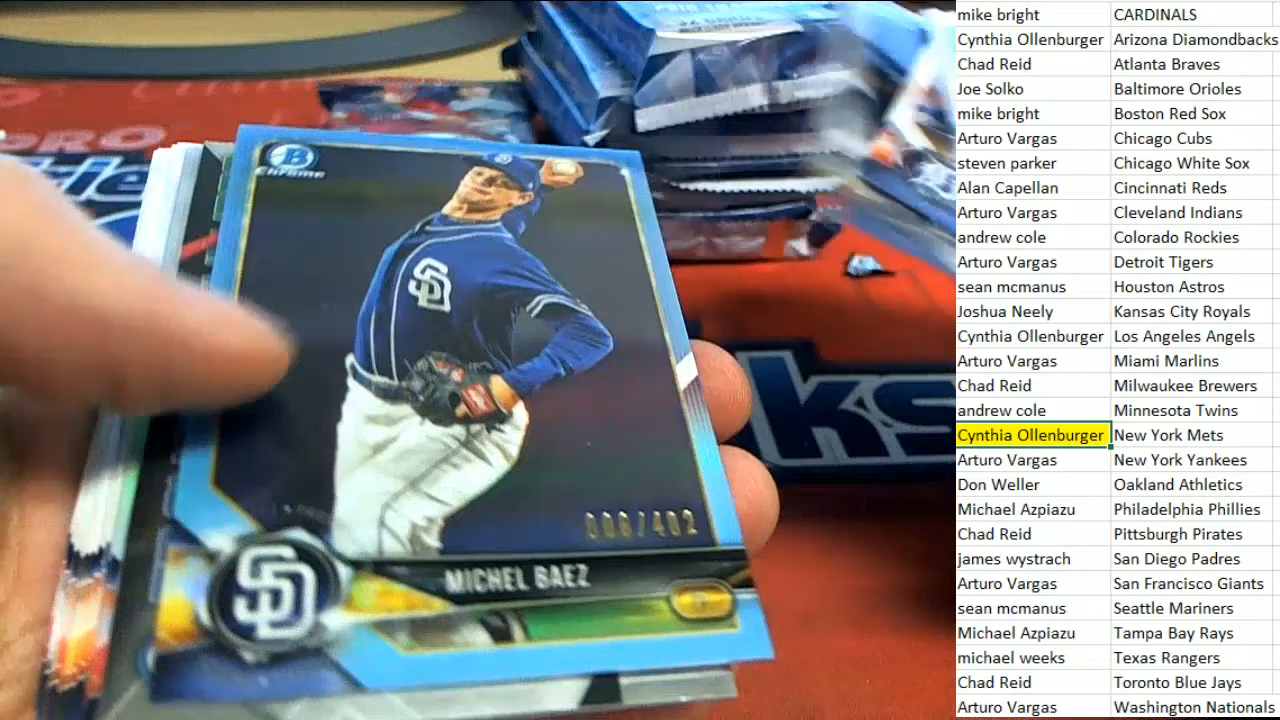 B
Chrome
SD
MICHEL BAEZ
P
SD
ks
mike bright CARDINALS
Cynthia Ollenburger Arizona Diamondbacks
Chad Reid Atlanta Braves
Joe Solko Baltimore Orioles
mike bright Boston Red Sox
Arturo Vargas Chicago Cubs
steven parker Chicago White Sox
Alan Capellan Cincinnati Reds
Arturo Vargas Cleveland Indians
andrew cole Colorado Rockies
Arturo Vargas Detroit Tigers
sean mcmanus Houston Astros
Joshua Neely Kansas City Royals
Cynthia Ollenburger Los Angeles Angels
Arturo Vargas Miami Marlins
Chad Reid Milwaukee Brewers
andrew cole Minnesota Twins
Cynthia Ollenburger New York Mets
Arturo Vargas New York Yankees
Don Weller Oakland Athletics
Michael Azpiazu Philadelphia Phillies
Chad Reid Pittsburgh Pirates
james wystrach San Diego Padres
Arturo Vargas San Francisco Giants
sean mcmanus Seattle Mariners
Michael Azpiazu Tampa Bay Rays
michael weeks Texas Rangers
Chad Reid Toronto Blue Jays
Arturo Vargas Washington Nationals